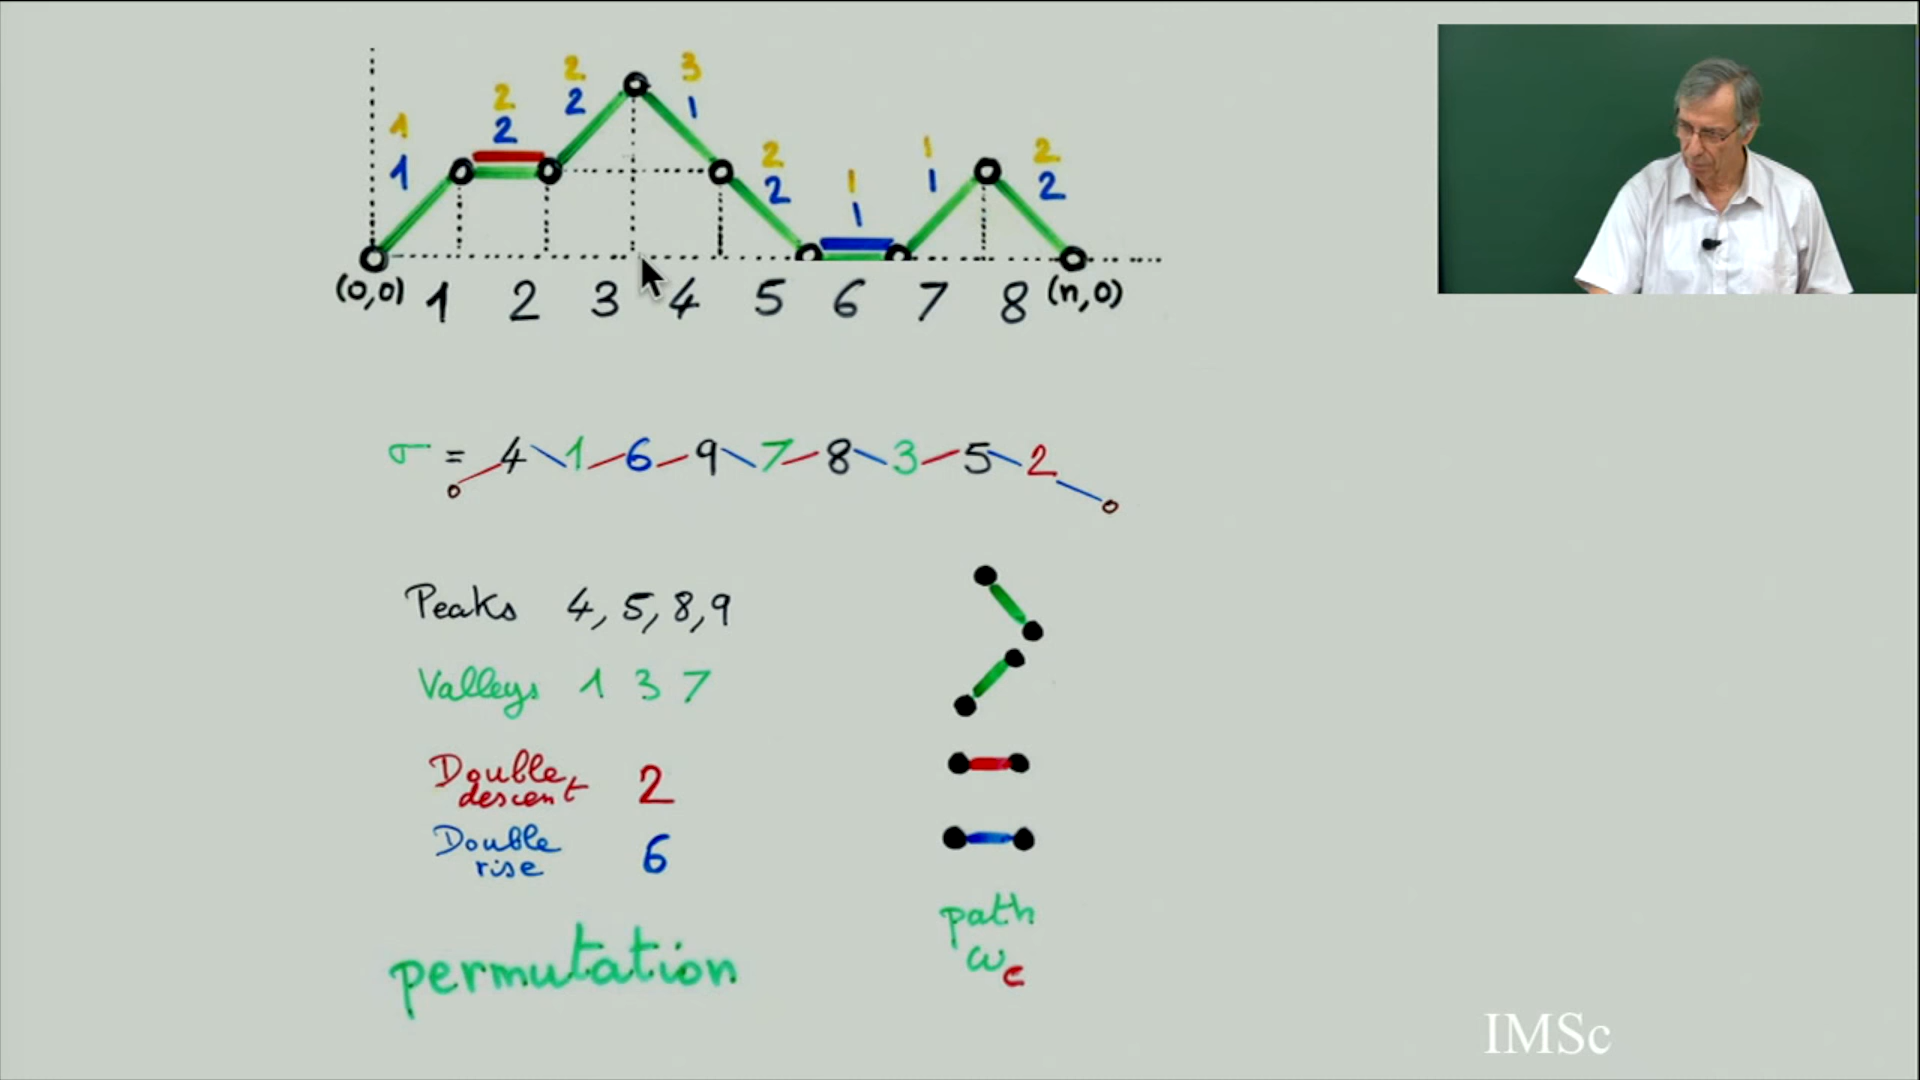 1 2 2 3 2 1 1 2
1 2 2 1 2 1 1 2
(0,0) 1 2 3 4 5 6 7 8 (n,0)
σ = 4 1 6 9 7 8 3 5 2
Peaks 4, 5, 8, 9
Valleys 1 3 7
Double descent 2
Double rise 6
path
ω c
permutation
IMSc